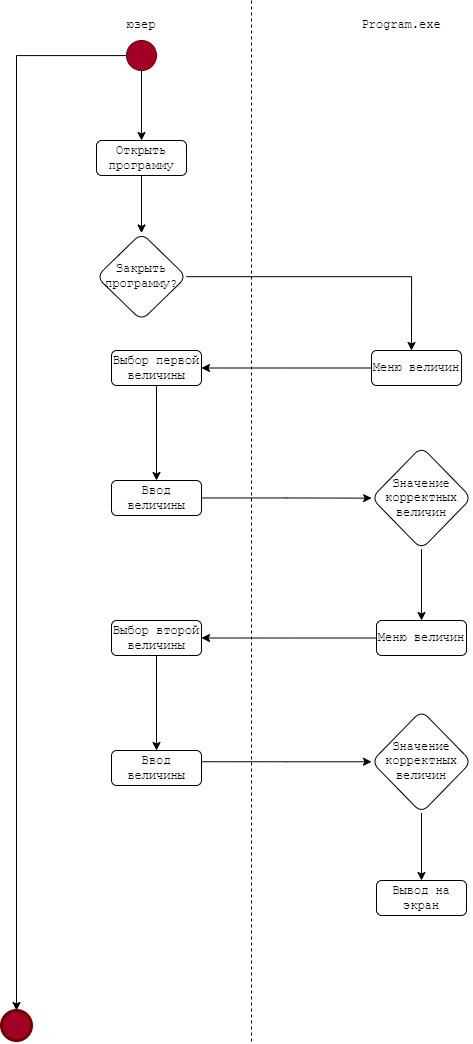 юзер
Program.exe
Открыть
программу
Закрыть
программу?
Выбор первой
величины
Меню величин
Ввод
величины
Значение
корректных
величин
Выбор второй
величины
Меню величин
Ввод
величины
Значение
корректных
величин
Вывод на
экран